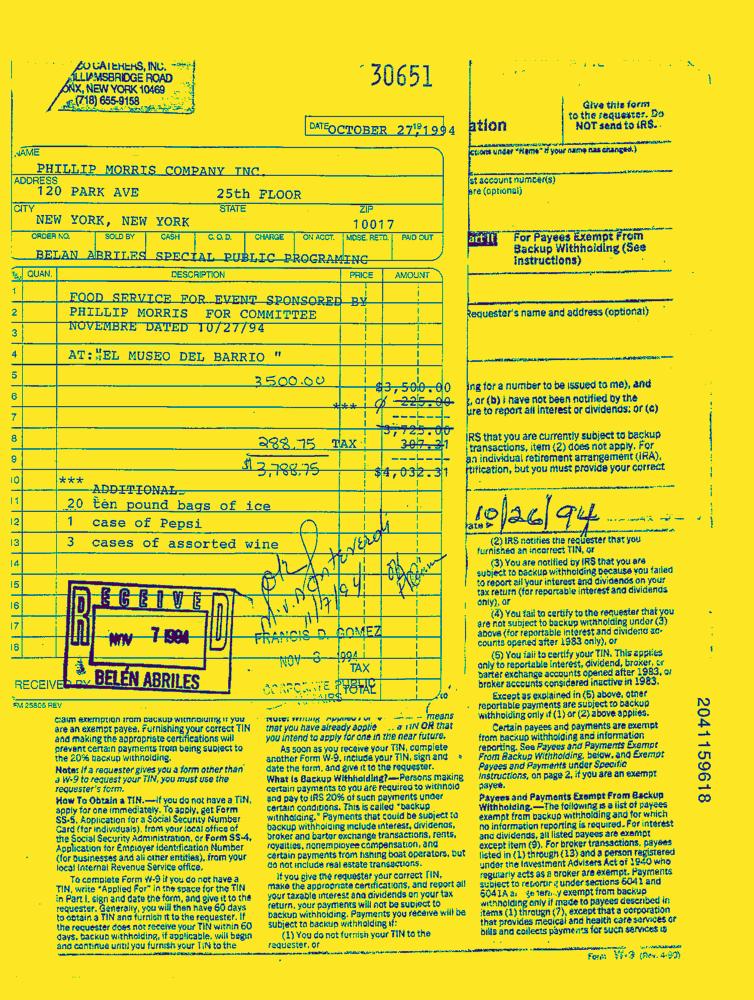 CATERERS, INC.
WILLIAMSBRIDGE ROAD
NEW YORK 10469
(718) 655-9158
30651
DATE OCTOBER 27, 19 1994
NAME
PHILLIP MORRIS COMPANY INC.
ADDRESS
120 PARK AVE 25th FLOOR
CITY STATE ZIP
NEW YORK, NEW YORK 10017
ORDER NO. SOLD BY CASH C.O.D. CHARGE ON ACCT. MDSE. RETD. PAID OUT
BELAN ABRILES SPECIAL PUBLIC PROGRAMING
QUAN. DESCRIPTION PRICE AMOUNT
1 FOOD SERVICE FOR EVENT SPONSORED BY
2 PHILLIP MORRIS FOR COMMITTEE
3 NOVEMBRE DATED 10/27/94
4 AT:"EL MUSEO DEL BARRIO "
5 3500.00 $3,500.00
6 *** 225.00
7 3,725.00
8 288.75 TAX 307.31
9 $3,788.75 $4,032.31
10 *** ADDITIONAL
11 20 ten pound bags of ice
12 1 case of Pepsi
13 3 cases of assorted wine
14
15
16
17
18
OK
11/7/94
OK
RECEIVED
NOV 7 1994
BELÉN ABRILES
FRANCIS D. GOMEZ
NOV 8 1994
TAX
CORPORATE PUBLIC
AFFAIRS
TOTAL
RECEIVED BY
FM 25805 REV
Give this form
to the requester. Do
NOT send to IRS.
ation
ctions under "Name" if your name has changed.)
st account number(s)
ere (optional)
art II For Payees Exempt From
Backup Withholding (See
Instructions)
Requester's name and address (optional)
ing for a number to be issued to me), and
, or (b) I have not been notified by the
ure to report all interest or dividends; or (c)
IRS that you are currently subject to backup
transactions, item (2) does not apply. For
an individual retirement arrangement (IRA),
rtification, but you must provide your correct
Date 10/26/94
(2) IRS notifies the requester that you
furnished an incorrect TIN, or
(3) You are notified by IRS that you are
subject to backup withholding because you failed
to report all your interest and dividends on your
tax return (for reportable interest and dividends
only), or
(4) You fail to certify to the requester that you
are not subject to backup withholding under (3)
above (for reportable interest and dividend ac-
counts opened after 1983 only), or
(5) You fail to certify your TIN. This applies
only to reportable interest, dividend, broker, or
barter exchange accounts opened after 1983, or
broker accounts considered inactive in 1983.
Except as explained in (5) above, other
reportable payments are subject to backup
withholding only if (1) or (2) above applies.
Certain payees and payments are exempt
from backup withholding and information
reporting. See Payees and Payments Exempt
From Backup Withholding, below, and Exempt
Payees and Payments under Specific
Instructions, on page 2, if you are an exempt
payee.
Payees and Payments Exempt From Backup
Withholding.—The following is a list of payees
exempt from backup withholding and for which
no information reporting is required. For interest
and dividends, all listed payees are exempt
except item (9). For broker transactions, payees
listed in (1) through (13) and a person registered
under the Investment Advisers Act of 1940 who
regularly acts as a broker are exempt. Payments
subject to reporting under sections 6041 and
6041A are generally exempt from backup
withholding only if made to payees described in
items (1) through (7), except that a corporation
that provides medical and health care services or
bills and collects payments for such services is
claim exemption from backup withholding if you
are an exempt payee. Furnishing your correct TIN
and making the appropriate certifications will
prevent certain payments from being subject to
the 20% backup withholding.
Note: If a requester gives you a form other than
a W-9 to request your TIN, you must use the
requester's form.
How To Obtain a TIN.—If you do not have a TIN,
apply for one immediately. To apply, get Form
SS-5, Application for a Social Security Number
Card (for individuals), from your local office of
the Social Security Administration, or Form SS-4,
Application for Employer Identification Number
(for businesses and all other entities), from your
local Internal Revenue Service office.
To complete Form W-9 if you do not have a
TIN, write "Applied For" in the space for the TIN
in Part I, sign and date the form, and give it to the
requester. Generally, you will then have 60 days
to obtain a TIN and furnish it to the requester. If
the requester does not receive your TIN within 60
days, backup withholding, if applicable, will begin
and continue until you furnish your TIN to the
Note: Writing "Applied For" means
that you have already applied a TIN OR that
you intend to apply for one in the near future.
As soon as you receive your TIN, complete
another Form W-9, include your TIN, sign and
date the form, and give it to the requester.
What Is Backup Withholding?—Persons making
certain payments to you are required to withhold
and pay to IRS 20% of such payments under
certain conditions. This is called "backup
withholding." Payments that could be subject to
backup withholding include interest, dividends,
broker and barter exchange transactions, rents,
royalties, nonemployee compensation, and
certain payments from fishing boat operators, but
do not include real estate transactions.
If you give the requester your correct TIN,
make the appropriate certifications, and report all
your taxable interest and dividends on your tax
return, your payments will not be subject to
backup withholding. Payments you receive will be
subject to backup withholding if:
(1) You do not furnish your TIN to the
requester, or
Form W-9 (Rev. 4-90)
2041159618